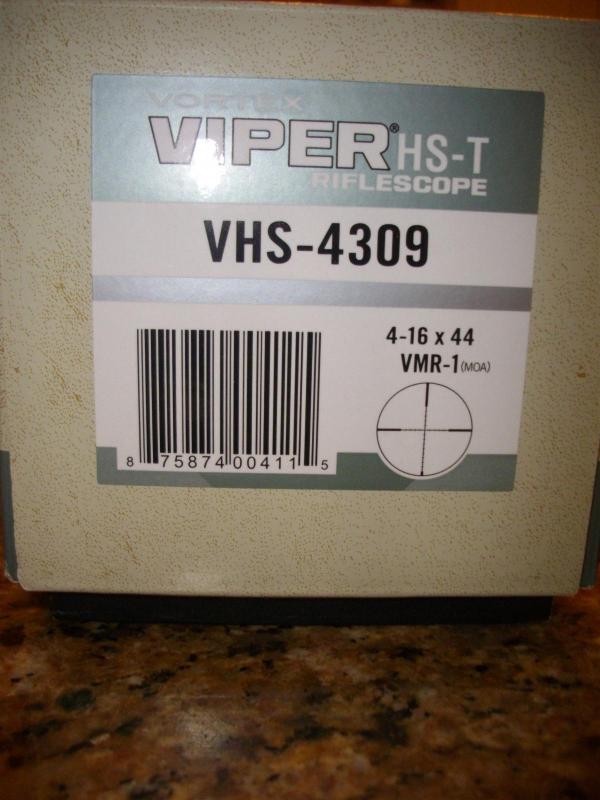 VORTEX
VIPER® HS-T
RIFLESCOPE
VHS-4309
4-16 x 44
VMR-1 (MOA)
8 75874 00411 5